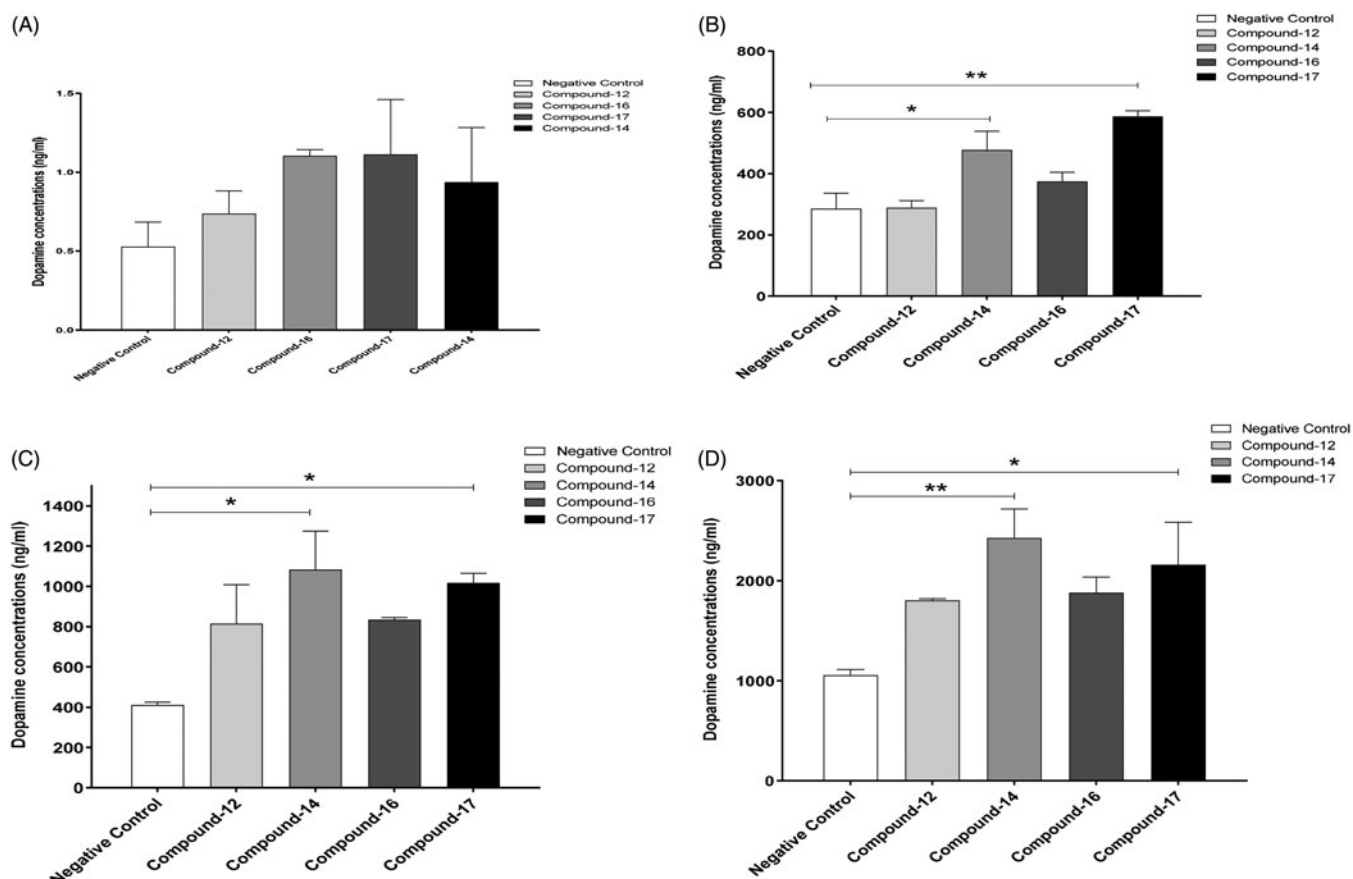 (A)
Negative Control
Compound-12
Compound-16
Compound-17
Compound-14
Dopamine concentrations (ng/ml)
1.5
1.0
0.5
0.0
Negative Control
Compound-12
Compound-16
Compound-17
Compound-14
(B)
Negative Control
Compound-12
Compound-14
Compound-16
Compound-17
Dopamine concentrations (ng/ml)
800
600
400
200
0
**
*
Negative Control
Compound-12
Compound-14
Compound-16
Compound-17
(C)
Negative Control
Compound-12
Compound-14
Compound-16
Compound-17
Dopamine concentrations (ng/ml)
1400
1200
1000
800
600
400
200
0
*
*
Negative Control
Compound-12
Compound-14
Compound-16
Compound-17
(D)
Negative Control
Compound-12
Compound-14
Compound-16
Compound-17
Dopamine concentrations (ng/ml)
3000
2000
1000
0
*
**
Negative Control
Compound-12
Compound-14
Compound-16
Compound-17